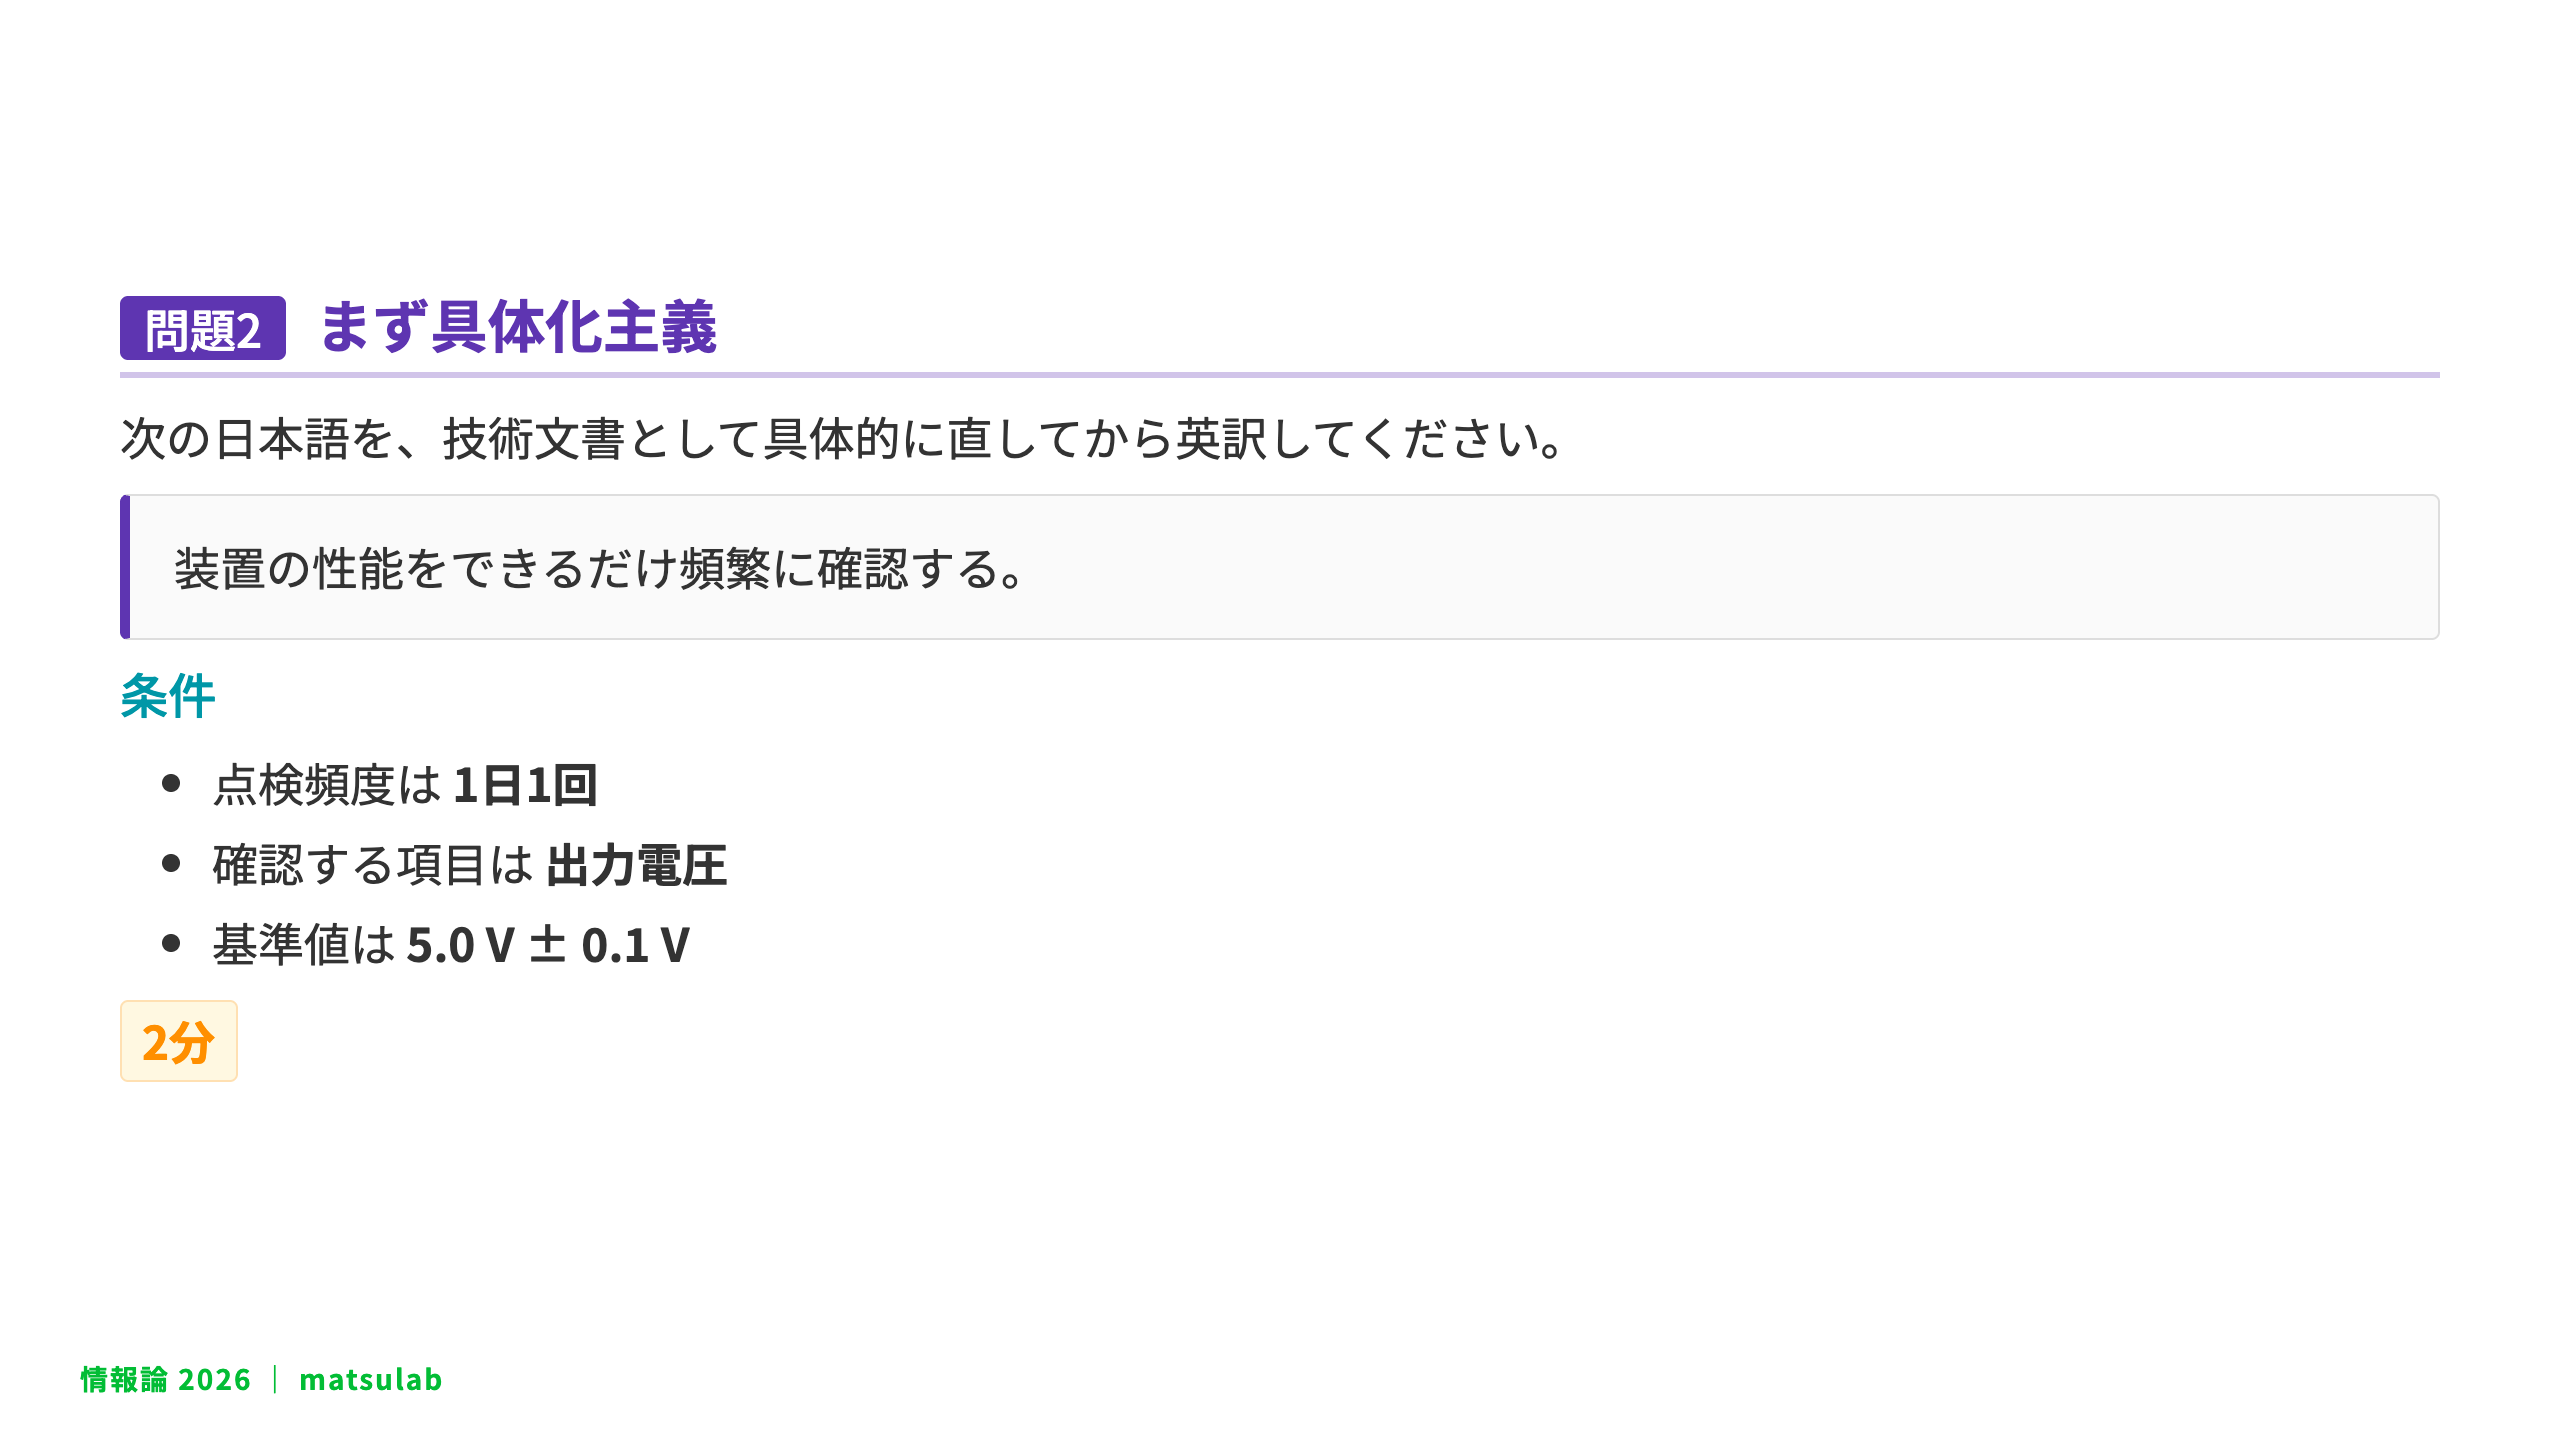 問題2 まず具体化主義
次の日本語を、技術文書として具体的に直してから英訳してください。
装置の性能をできるだけ頻繁に確認する。
条件
• 点検頻度は 1日1回
• 確認する項目は 出力電圧
• 基準値は 5.0 V ± 0.1 V
2分
情報論 2026 ｜ matsulab